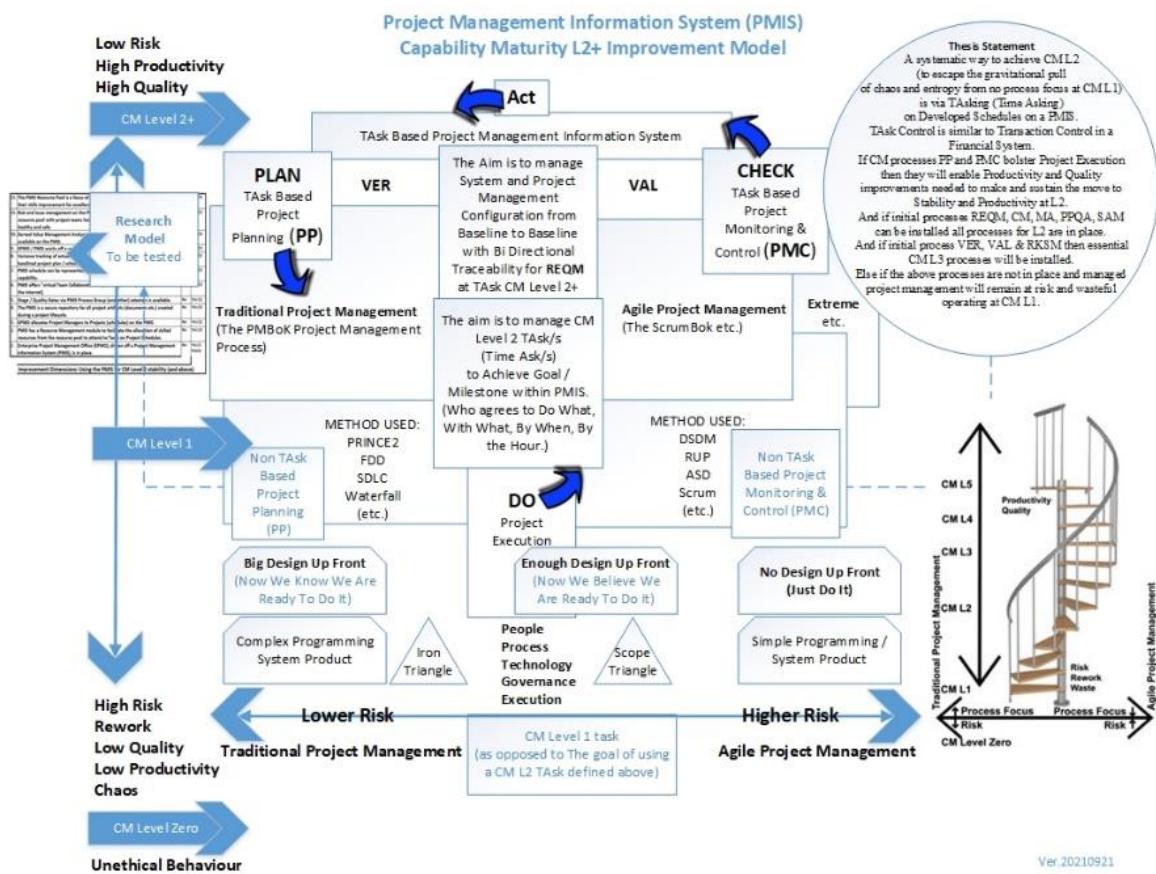 Project Management Information System (PMIS)
Capability Maturity L2+ Improvement Model
Low Risk
High Productivity
High Quality
CM Level 2+
Act
TAsk Based Project Management Information System
PLAN
TAsk Based
Project
Planning (PP)
VER
The Aim is to manage
System and Project
Management
Configuration from
Baseline to Baseline
with Bi Directional
Traceability for REQM
at TAsk CM Level 2+
VAL
CHECK
TAsk Based
Project
Monitoring &
Control (PMC)
Thesis Statement
A systematic way to achieve CM L2
(to escape the gravitational pull
of chaos and entropy from no process focus at CM L1)
is via TAsking (Time Asking)
on Developed Schedules on a PMIS.
TAsk Control is similar to Transaction Control in a
Financial System.
If CM processes PP and PMC bolster Project Execution
then they will enable Productivity and Quality
improvements needed to make and sustain the move to
Stability and Productivity at L2.
And if initial processes REQM, CM, MA, PPQA, SAM
can be installed all processes for L2 are in place.
And if initial process VER, VAL & RKSM then essential
CM L3 processes will be installed.
Else if the above processes are not in place and managed
project management will remain at risk and wasteful
operating at CM L1.
Research
Model
To be tested
Improvement Dimensions: Using the PMIS for CM Level 2 stability (and above)
Traditional Project Management
(The PMBoK Project Management
Process)
The aim is to manage CM
Level 2 TAsk/s
(Time Ask/s)
to Achieve Goal /
Milestone within PMIS.
(Who agrees to Do What,
With What, By When, By
the Hour.)
Agile Project Management
(The ScrumBok etc.)
Extreme
etc.
CM Level 1
Non TAsk
Based
Project
Planning
(PP)
METHOD USED:
PRINCE2
FDD
SDLC
Waterfall
(etc.)
DO
Project
Execution
METHOD USED:
DSDM
RUP
ASD
Scrum
(etc.)
Non TAsk
Based Project
Monitoring &
Control (PMC)
Big Design Up Front
(Now We Know We Are
Ready To Do It)
Enough Design Up Front
(Now We Believe We
Are Ready To Do It)
No Design Up Front
(Just Do It)
Complex Programming
System Product
Iron
Triangle
People
Process
Technology
Governance
Execution
Scope
Triangle
Simple Programming /
System Product
High Risk
Rework
Low Quality
Low Productivity
Chaos
Lower Risk
Higher Risk
Traditional Project Management
CM Level 1 task
(as opposed to The goal of using
a CM L2 TAsk defined above)
Agile Project Management
CM Level Zero
Unethical Behaviour
CM L5
CM L4
CM L3
CM L2
CM L1
Productivity
Quality
Risk
Rework
Waste
Traditional Project Management
Agile Project Management
Process Focus
Process Focus
Risk
Risk
CM Level Zero
Ver.20210921